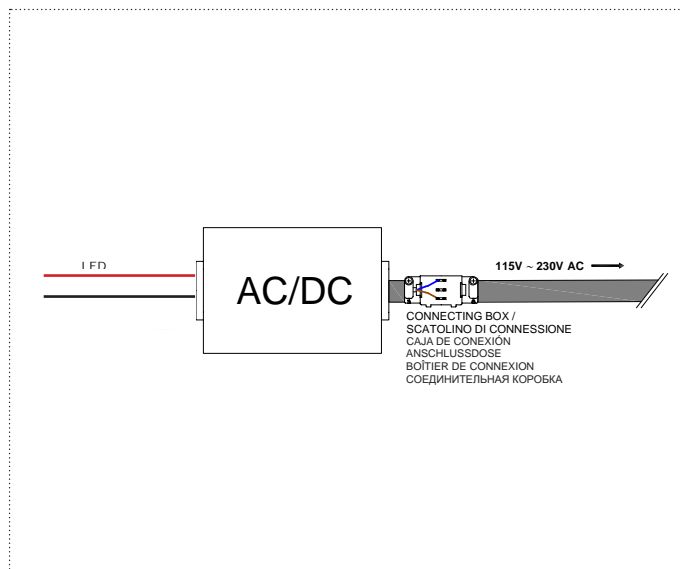 LED
AC/DC
115V ~ 230V AC
CONNECTING BOX /
SCATOLINO DI CONNESSIONE
CAJA DE CONEXIÓN
ANSCHLUSSDOSE
BOÎTIER DE CONNEXION
СОЕДИНИТЕЛЬНАЯ КОРОБКА